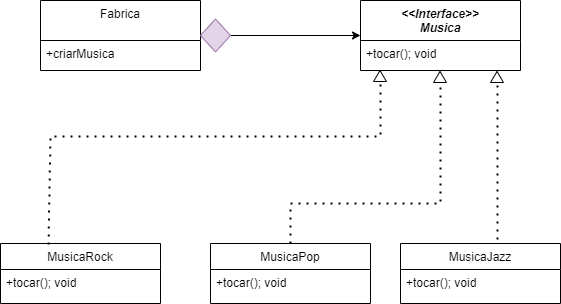 Fabrica
+criarMusica
<<Interface>>
Musica
+tocar(); void
MusicaRock
+tocar(); void
MusicaPop
+tocar(); void
MusicaJazz
+tocar(); void